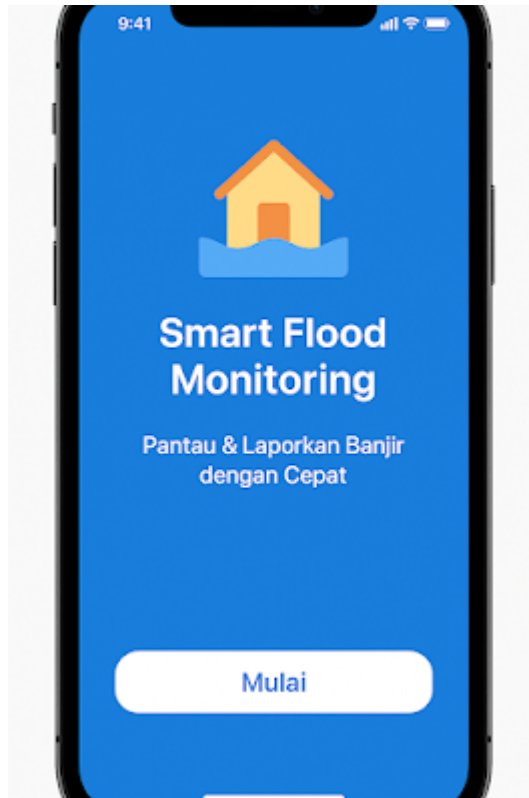 9:41
Smart Flood
Monitoring
Pantau & Laporkan Banjir
dengan Cepat
Mulai